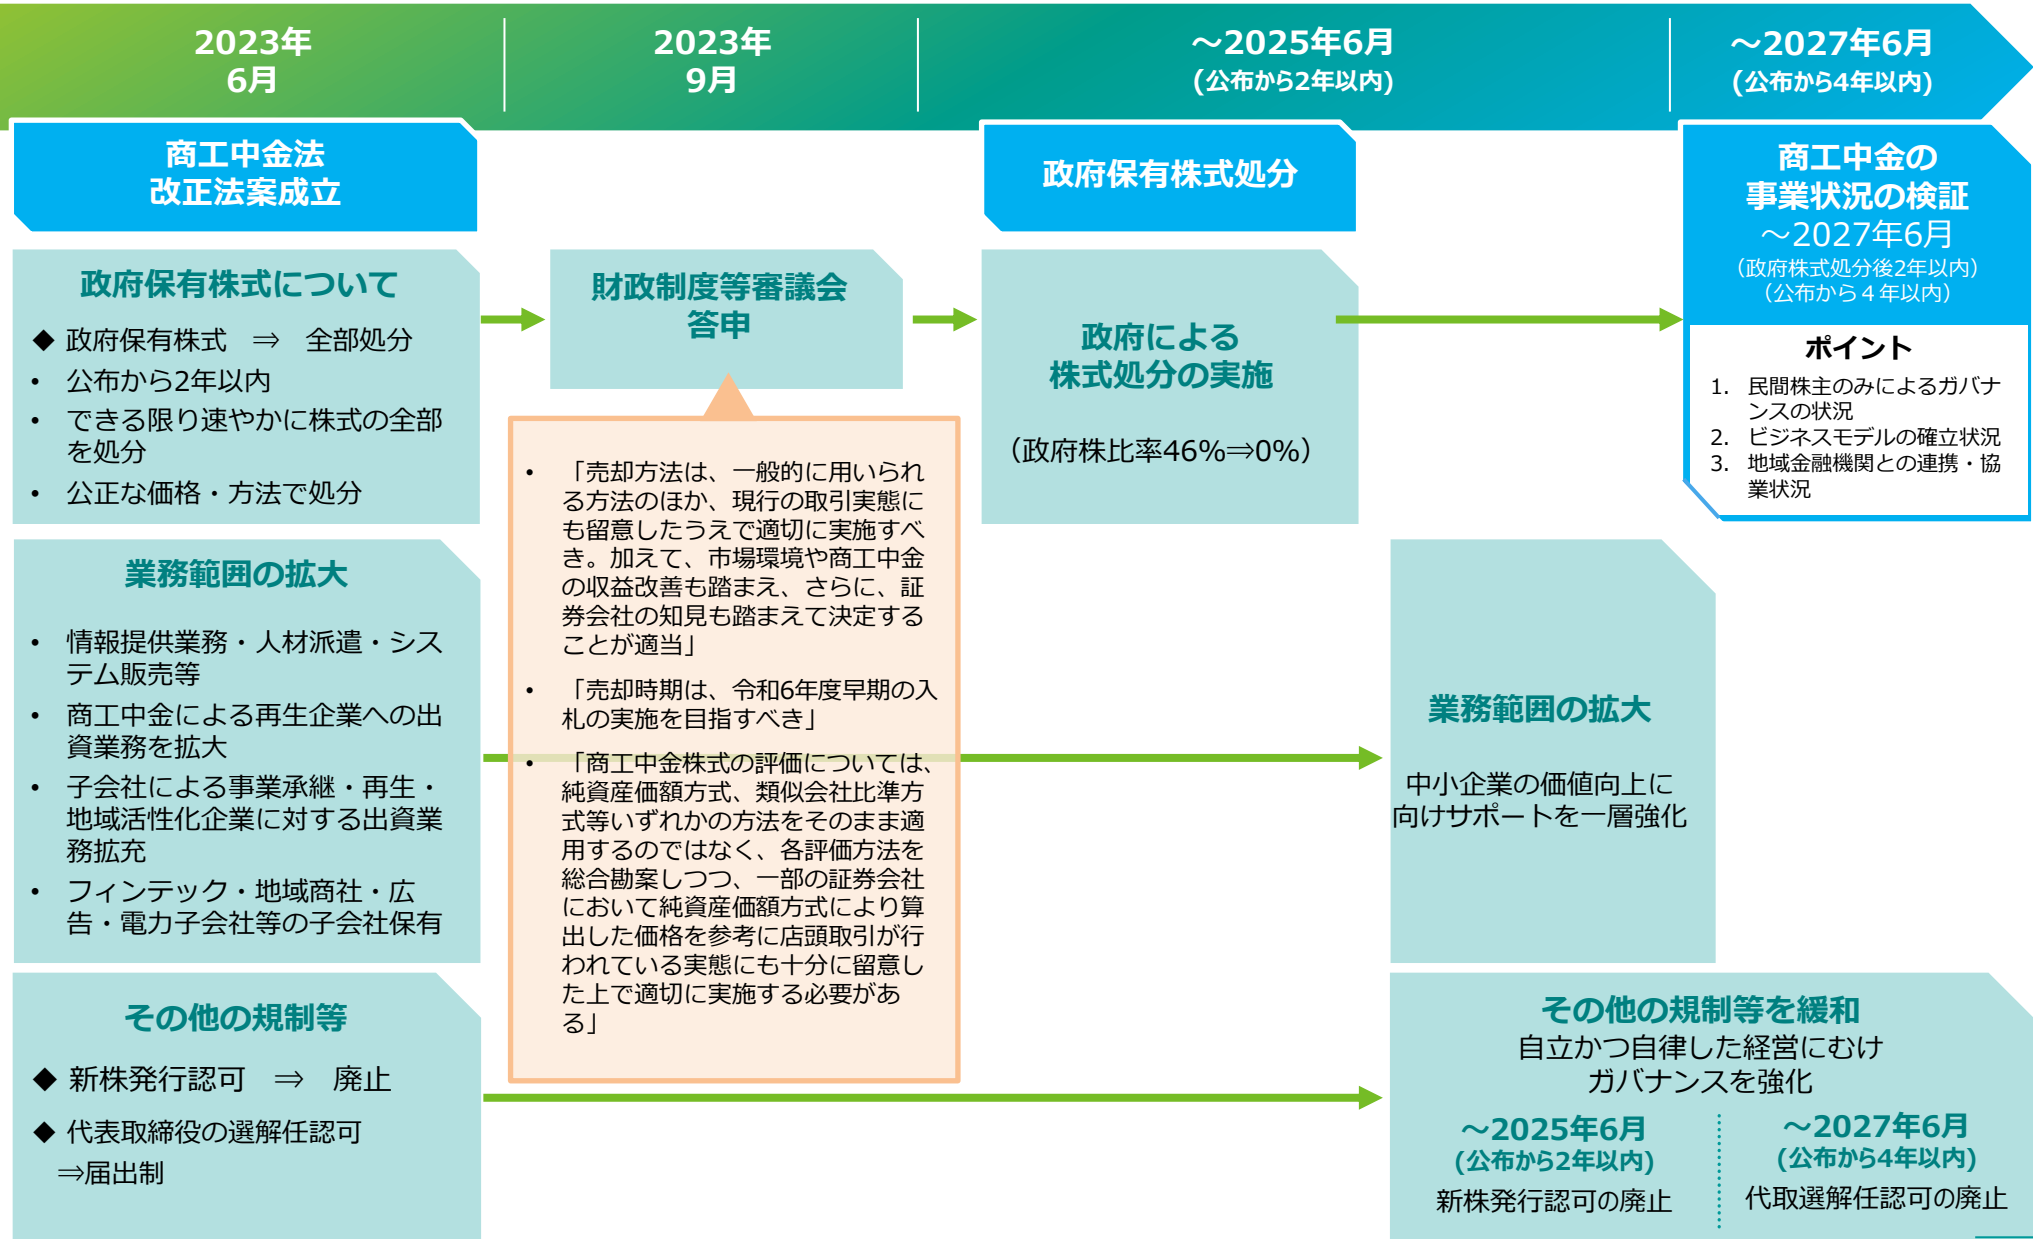 2023年
6月
2023年
9月
～2025年6月
(公布から2年以内)
～2027年6月
(公布から4年以内)
商工中金法
改正法案成立
政府保有株式処分
商工中金の
事業状況の検証
～2027年6月
（政府株式処分後2年以内）
（公布から４年以内）
ポイント
1. 民間株主のみによるガバナ
ンスの状況
2. ビジネスモデルの確立状況
3. 地域金融機関との連携・協
業状況
政府保有株式について
◆ 政府保有株式　⇒　全部処分
• 公布から2年以内
• できる限り速やかに株式の全部
を処分
• 公正な価格・方法で処分
財政制度等審議会
答申
• 「売却方法は、一般的に用いられ
る方法のほか、現行の取引実態に
も留意したうえで適切に実施すべ
き。加えて、市場環境や商工中金
の収益改善も踏まえ、さらに、証
券会社の知見も踏まえて決定する
ことが適当」
• 「売却時期は、令和6年度早期の入
札の実施を目指すべき」
• 「商工中金株式の評価については、
純資産価額方式、類似会社比準方
式等いずれかの方法をそのまま適
用するのではなく、各評価方法を
総合勘案しつつ、一部の証券会社
において純資産価額方式により算
出した価格を参考に店頭取引が行
われている実態にも十分に留意し
た上で適切に実施する必要があ
る」
政府による
株式処分の実施
（政府株比率46%⇒0%）
業務範囲の拡大
• 情報提供業務・人材派遣・シス
テム販売等
• 商工中金による再生企業への出
資業務を拡大
• 子会社による事業承継・再生・
地域活性化企業に対する出資業
務拡充
• フィンテック・地域商社・広
告・電力子会社等の子会社保有
業務範囲の拡大
中小企業の価値向上に
向けサポートを一層強化
その他の規制等
◆ 新株発行認可　⇒　廃止
◆ 代表取締役の選解任認可
⇒届出制
その他の規制等を緩和
自立かつ自律した経営にむけ
ガバナンスを強化
～2025年6月
(公布から2年以内)
新株発行認可の廃止
～2027年6月
(公布から4年以内)
代取選解任認可の廃止